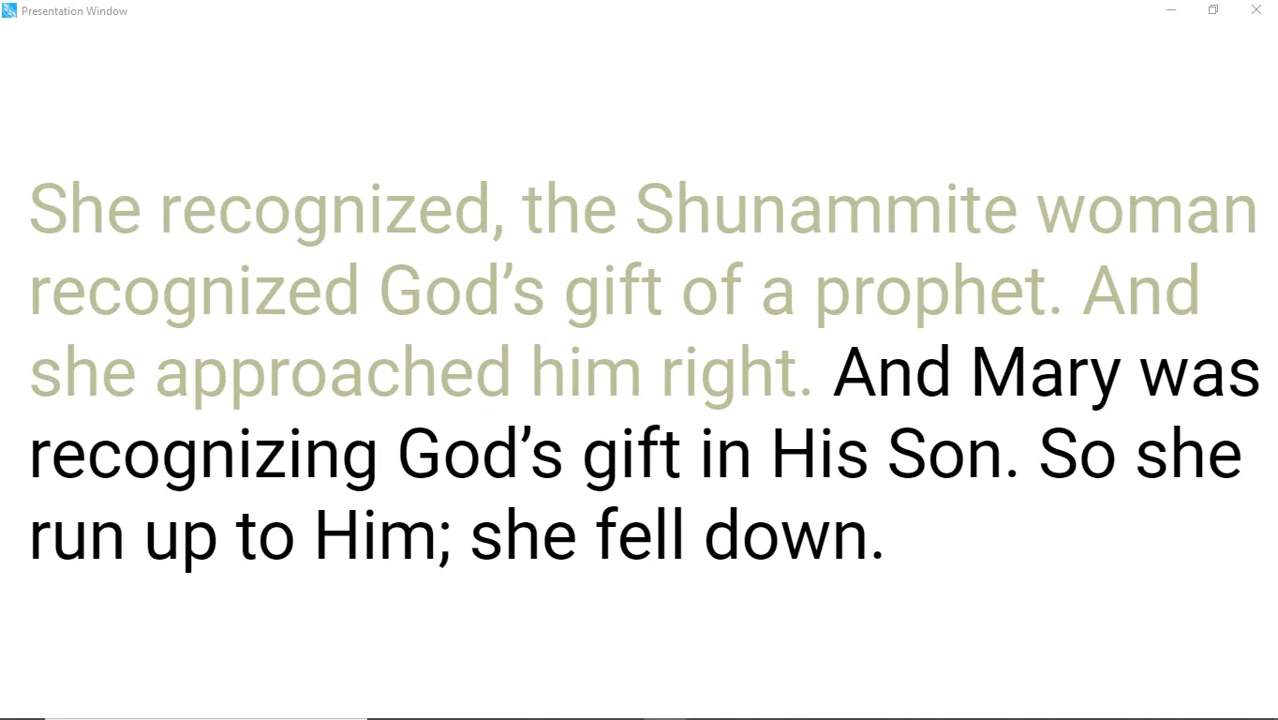 Presentation Window
She recognized, the Shunammite woman
recognized God’s gift of a prophet. And
she approached him right. And Mary was
recognizing God’s gift in His Son. So she
run up to Him; she fell down.